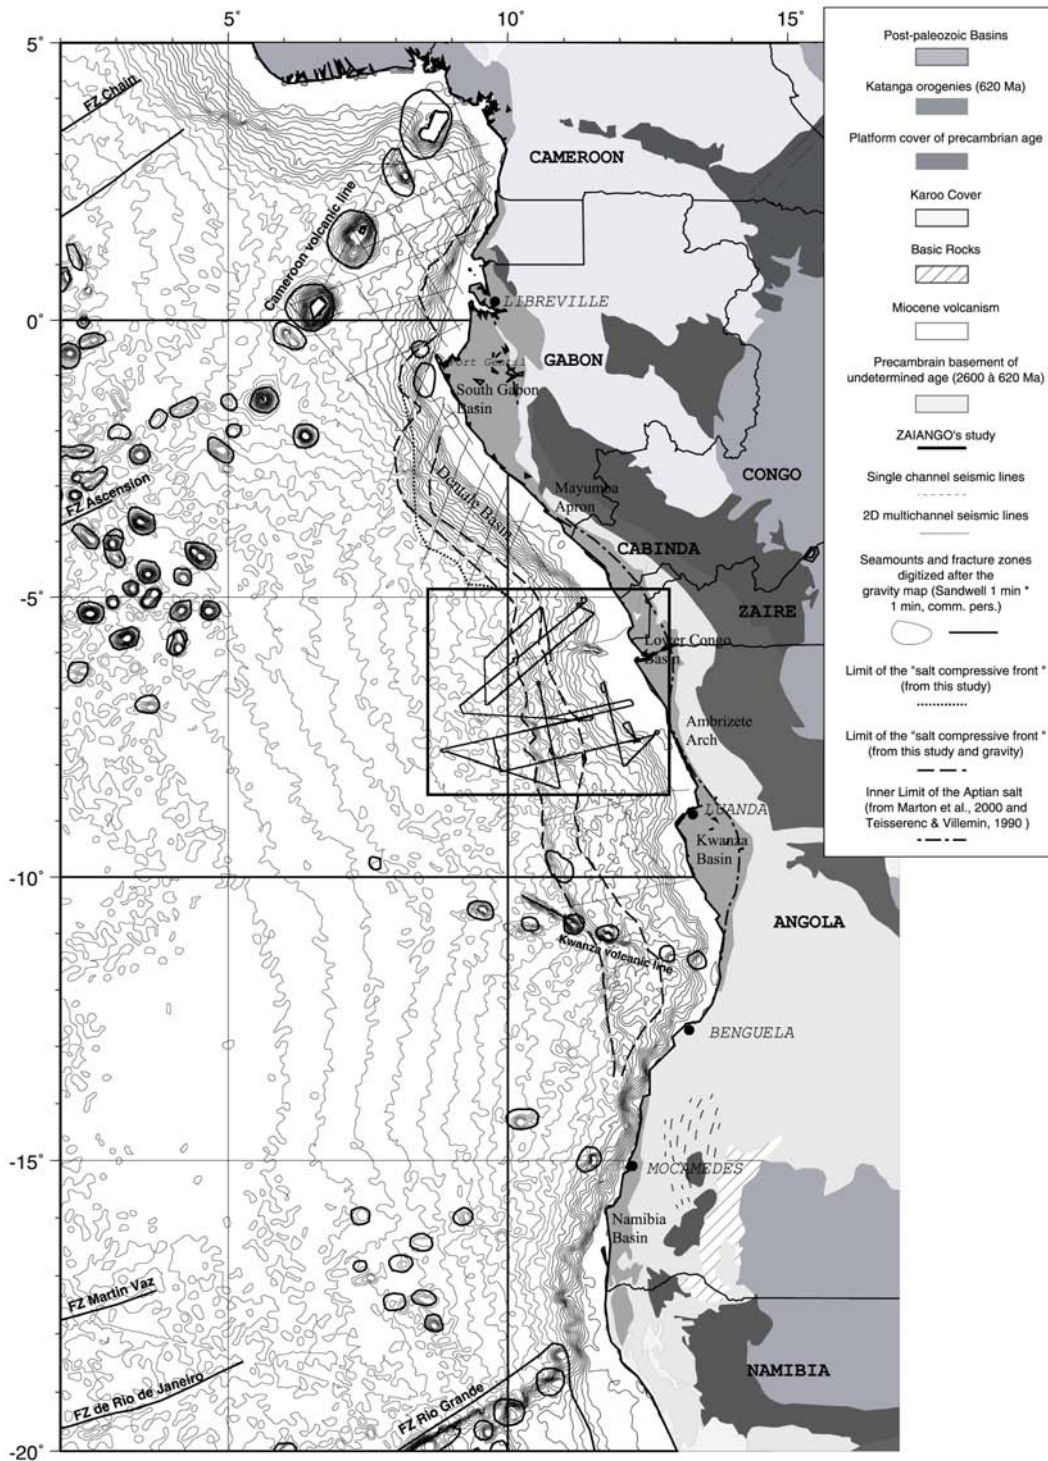 5°
10°
15°
5°
0°
-5°
-10°
-15°
-20°
FZ Chain
Cameroon volcanic line
CAMEROON
LIBREVILLE
GABON
Port Gentil
South Gabon
Basin
CONGO
FZ Ascension
Dentale Basin
Mayumba
Apron
CABINDA
ZAIRE
Lower Congo
Basin
Ambrizete
Arch
LUANDA
Kwanza
Basin
ANGOLA
Kwanza volcanic line
BENGUELA
MOCAMEDES
Namibia
Basin
FZ Martin Vaz
FZ de Rio de Janeiro
FZ Rio Grande
NAMIBIA
Post-paleozoic Basins
Katanga orogenies (620 Ma)
Platform cover of precambrian age
Karoo Cover
Basic Rocks
Miocene volcanism
Precambrain basement of
undetermined age (2600 à 620 Ma)
ZAIANGO's study
Single channel seismic lines
2D multichannel seismic lines
Seamounts and fracture zones
digitized after the
gravity map (Sandwell 1 min *
1 min, comm. pers.)
Limit of the "salt compressive front "
(from this study)
Limit of the "salt compressive front "
(from this study and gravity)
Inner Limit of the Aptian salt
(from Marton et al., 2000 and
Teisserenc & Villemin, 1990 )